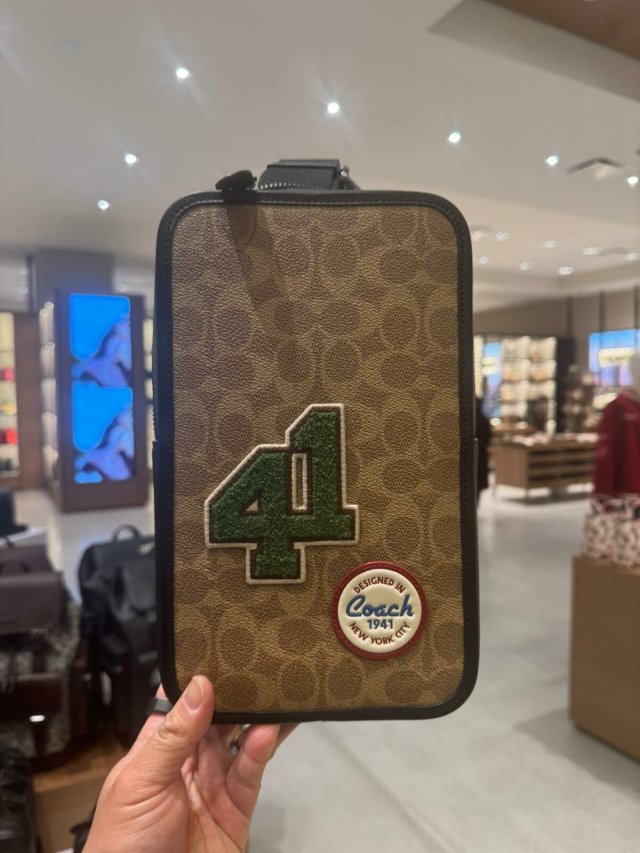 41
DESIGNED IN
Coach
1941
NEW YORK CITY